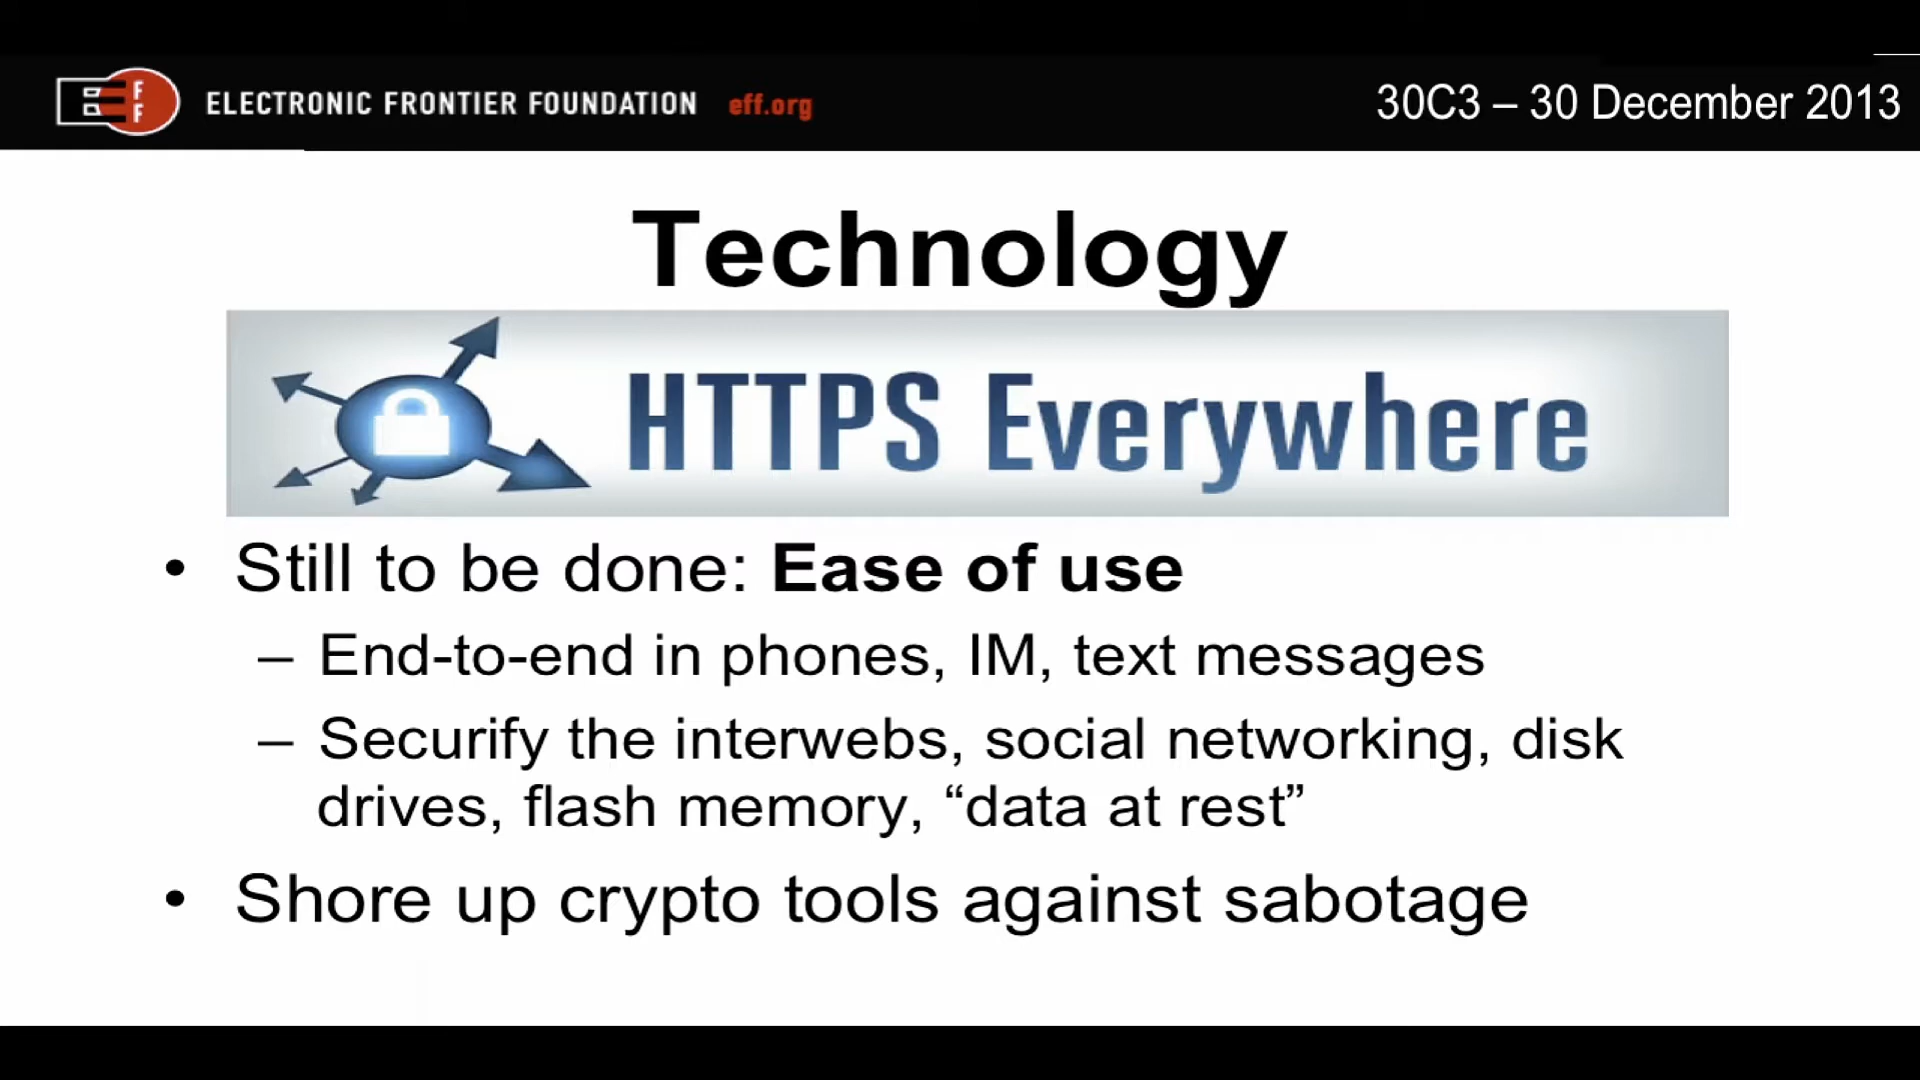 EFF ELECTRONIC FRONTIER FOUNDATION eff.org
30C3 – 30 December 2013
Technology
HTTPS Everywhere
• Still to be done: Ease of use
– End-to-end in phones, IM, text messages
– Securify the interwebs, social networking, disk
drives, flash memory, “data at rest”
• Shore up crypto tools against sabotage